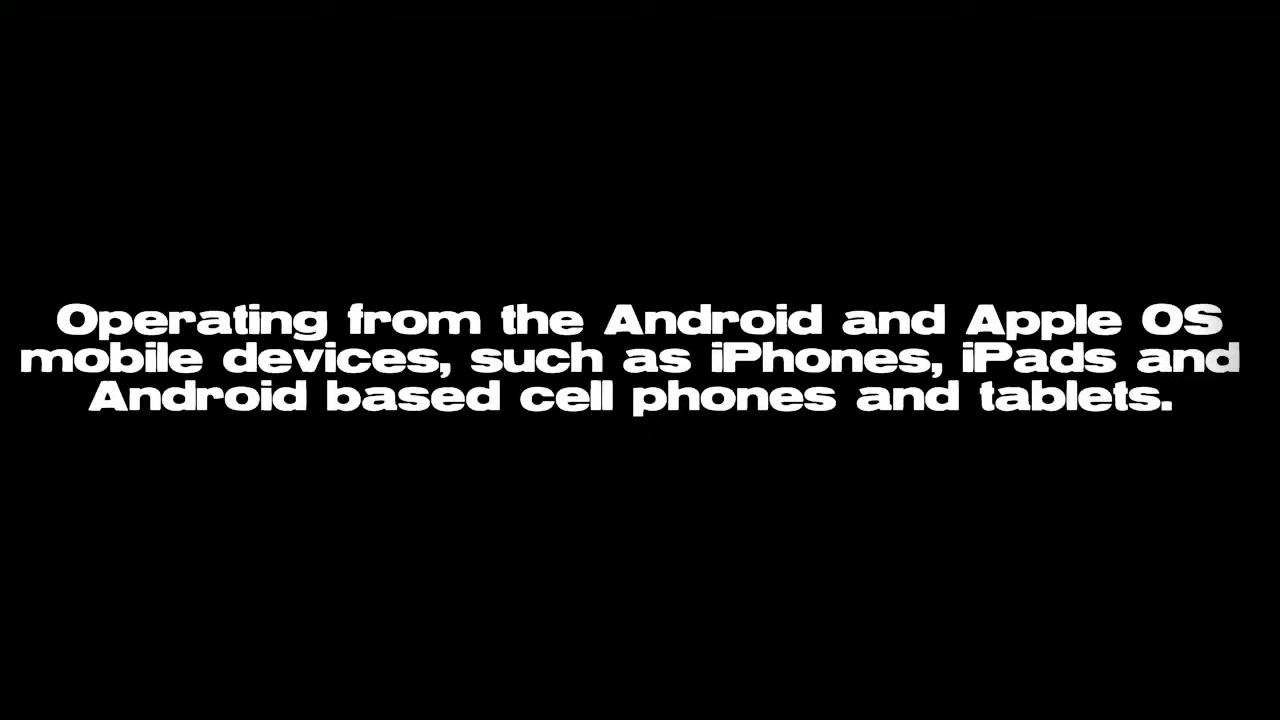 Operating from the Android and Apple OS
mobile devices, such as iPhones, iPads and
Android based cell phones and tablets.